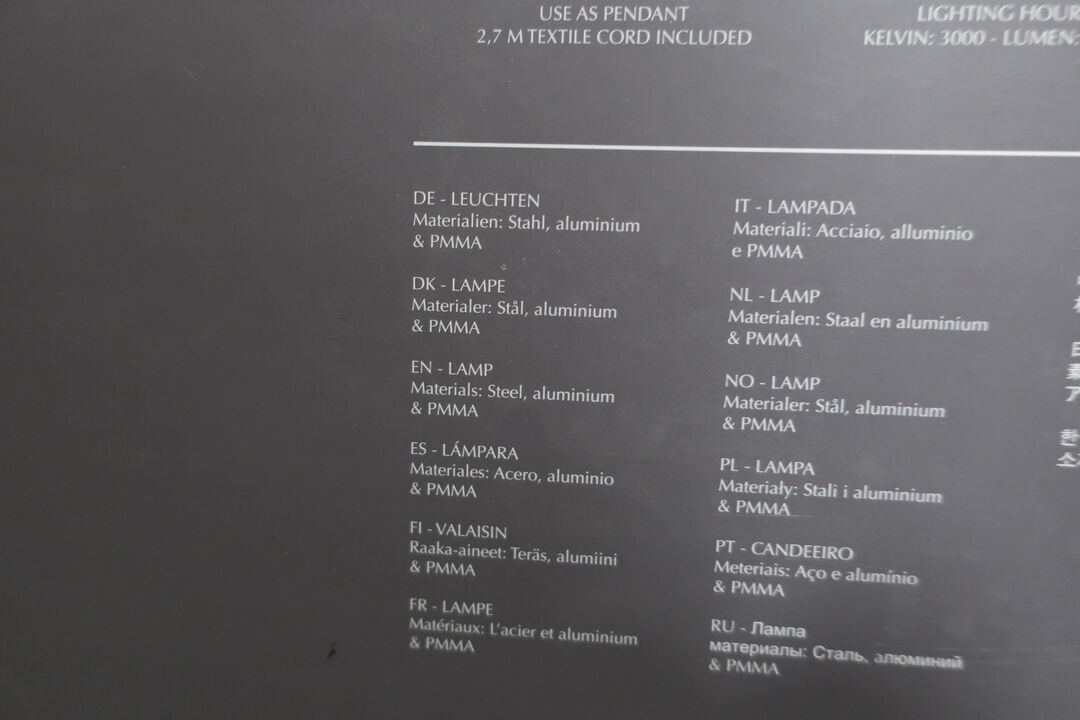 USE AS PENDANT
2,7 M TEXTILE CORD INCLUDED
LIGHTING
KELVIN: 3000 - LUMEN:
DE - LEUCHTEN
Materialien: Stahl, aluminium
& PMMA
DK - LAMPE
Materialer: Stål, aluminium
& PMMA
EN - LAMP
Materials: Steel, aluminium
& PMMA
ES - LÁMPARA
Materiales: Acero, aluminio
& PMMA
FI - VALAISIN
Raaka-aineet: Teräs, alumiini
& PMMA
FR - LAMPE
Matériaux: L'acier et aluminium
& PMMA
IT - LAMPADA
Materiali: Acciaio, alluminio
e PMMA
NL - LAMP
Materialen: Staal en aluminium
& PMMA
NO - LAMP
Materialer: Stål, aluminium
& PMMA
PL - LAMPA
Materiały: Stali i aluminium
& PMMA
PT - CANDEEIRO
Meteriais: Aço e alumínio
& PMMA
RU - Лампа
материалы: Сталь, алюминий
& PMMA